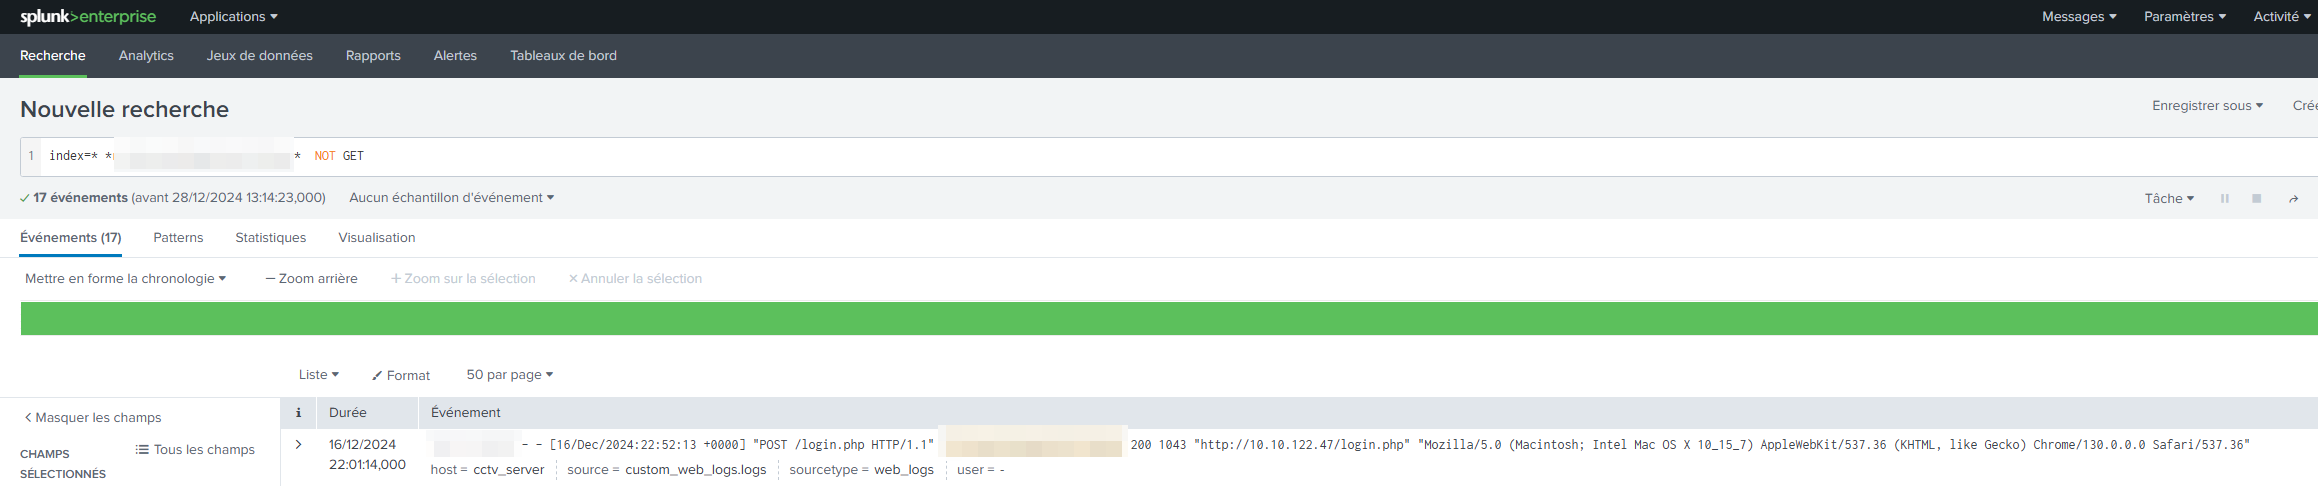 splunk>enterprise Applications Messages Paramètres Activité
Recherche Analytics Jeux de données Rapports Alertes Tableaux de bord
Nouvelle recherche Enregistrer sous
1 index=* * * NOT GET
17 événements (avant 28/12/2024 13:14:23,000) Aucun échantillon d'événement Tâche
Événements (17) Patterns Statistiques Visualisation
Mettre en forme la chronologie — Zoom arrière + Zoom sur la sélection × Annuler la sélection
Liste Format 50 par page
< Masquer les champs i Durée Événement
CHAMPS SÉLECTIONNÉS Tous les champs
> 16/12/2024 22:01:14,000 - - [16/Dec/2024:22:52:13 +0000] "POST /login.php HTTP/1.1" 200 1043 "http://10.10.122.47/login.php" "Mozilla/5.0 (Macintosh; Intel Mac OS X 10_15_7) AppleWebKit/537.36 (KHTML, like Gecko) Chrome/130.0.0.0 Safari/537.36"
host = cctv_server source = custom_web_logs.logs sourcetype = web_logs user = -